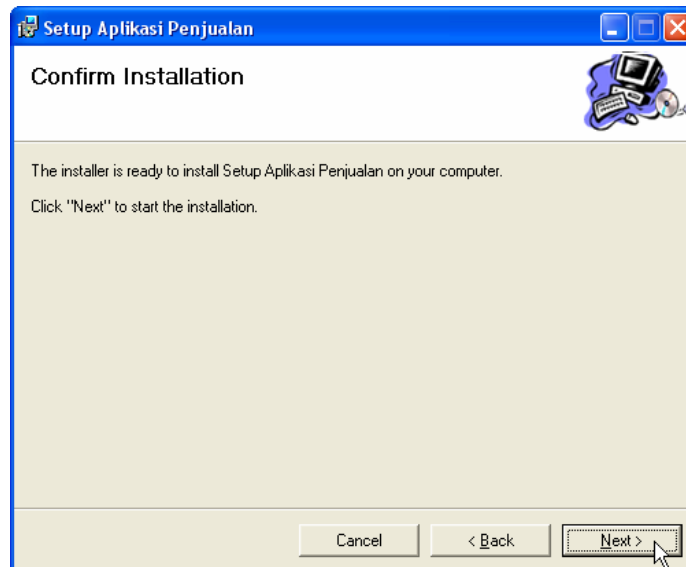 Setup Aplikasi Penjualan
Confirm Installation
The installer is ready to install Setup Aplikasi Penjualan on your computer.
Click "Next" to start the installation.
Cancel
< Back
Next >